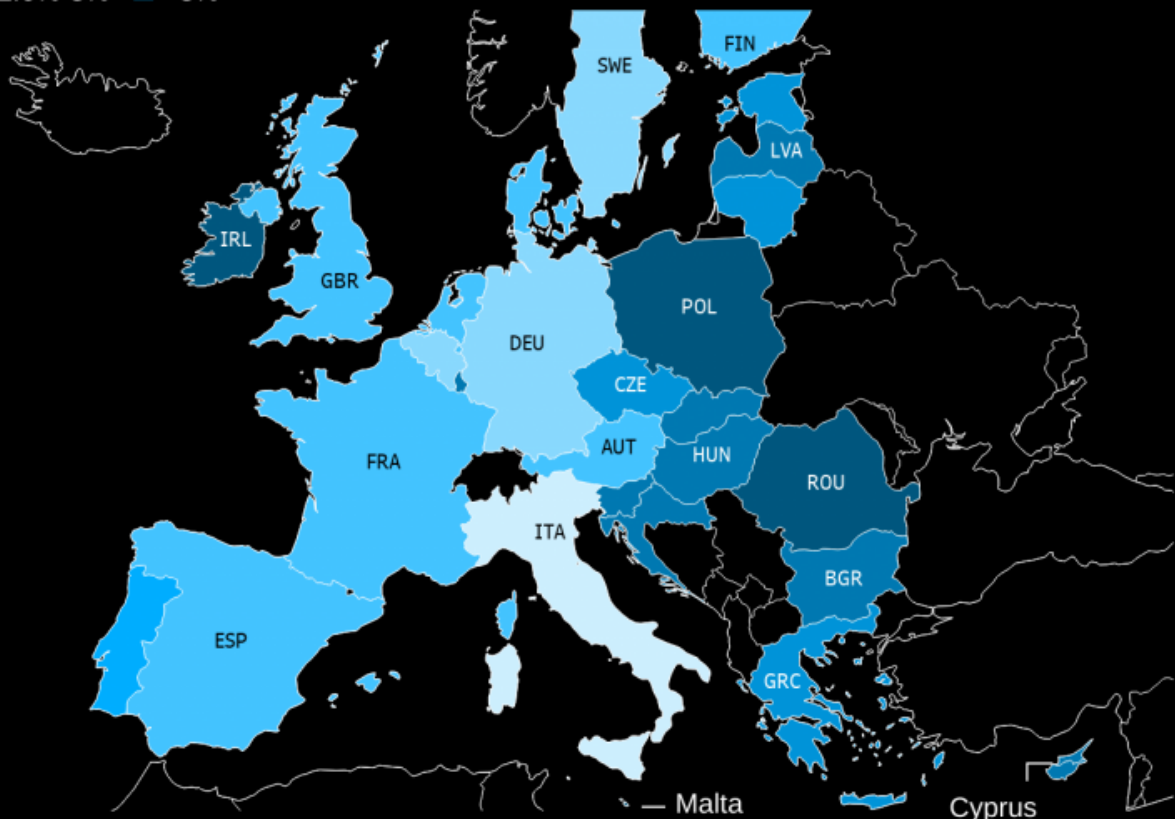 FIN
SWE
LVA
IRL
GBR
POL
DEU
CZE
AUT
HUN
FRA
ROU
ITA
BGR
ESP
GRC
Malta
Cyprus